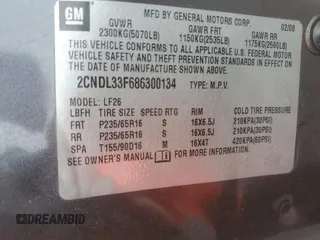 GM
MFD BY GENERAL MOTORS CORP
02/08
GVWR GAWR FRT GAWR RR
2300KG(5070LB) 1150KG(2535LB) 1175KG(2590LB)
THIS VEHICLE CONFORMS TO ALL APPLICABLE U.S. FEDERAL MOTOR
VEHICLE SAFETY, BUMPER, AND
THEFT PREVENTION STANDARDS IN EFFECT ON THE DATE OF
MANUFACTURE SHOWN ABOVE.
2CNDL33F686300134 TYPE: M.P.V.
MODEL: LF26
LBFH TIRE SIZE SPEED RTG RIM COLD TIRE PRESSURE
FRT P235/65R16 S 16X6.5J 210KPA(30PSI)
RR P235/65R16 S 16X6.5J 210KPA(30PSI)
SPA T155/90D16 M 16X4T 420KPA(60PSI)
SEE OWNER'S MANUAL FOR MORE INFORMATION.
DREAMBID